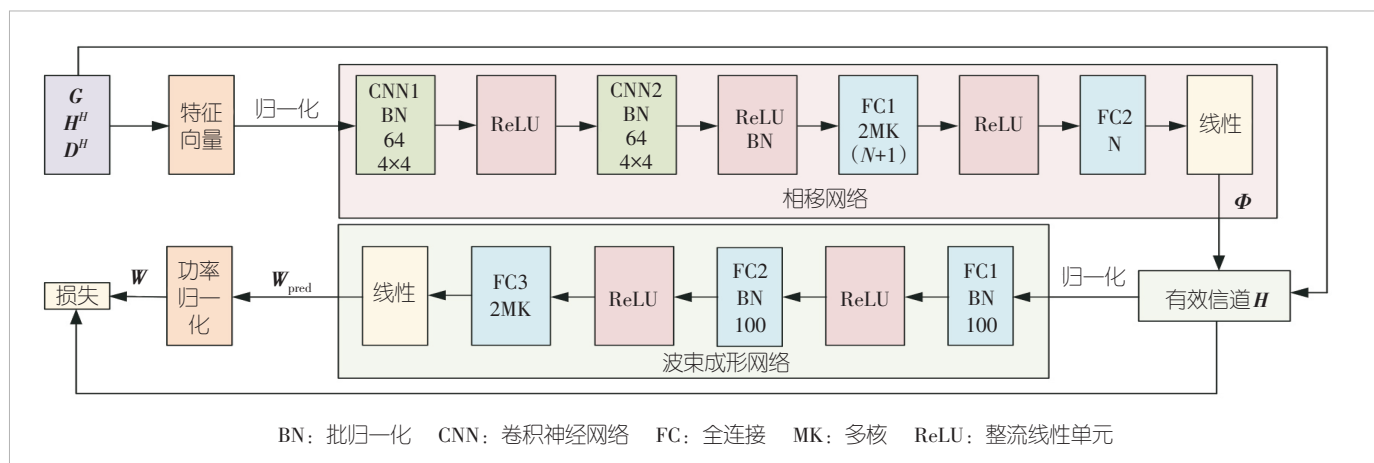 G
H^H
D^H
特征
向量
归一化
CNN1
BN
64
4×4
ReLU
CNN2
BN
64
4×4
ReLU
BN
FC1
2MK
（N+1）
ReLU
FC2
N
线性
相移网络
Φ
损失
W
功率
归一
化
W_pred
线性
FC3
2MK
ReLU
FC2
BN
100
ReLU
FC1
BN
100
归一化
有效信道H
波束成形网络
BN：批归一化 CNN：卷积神经网络 FC：全连接 MK：多核 ReLU：整流线性单元